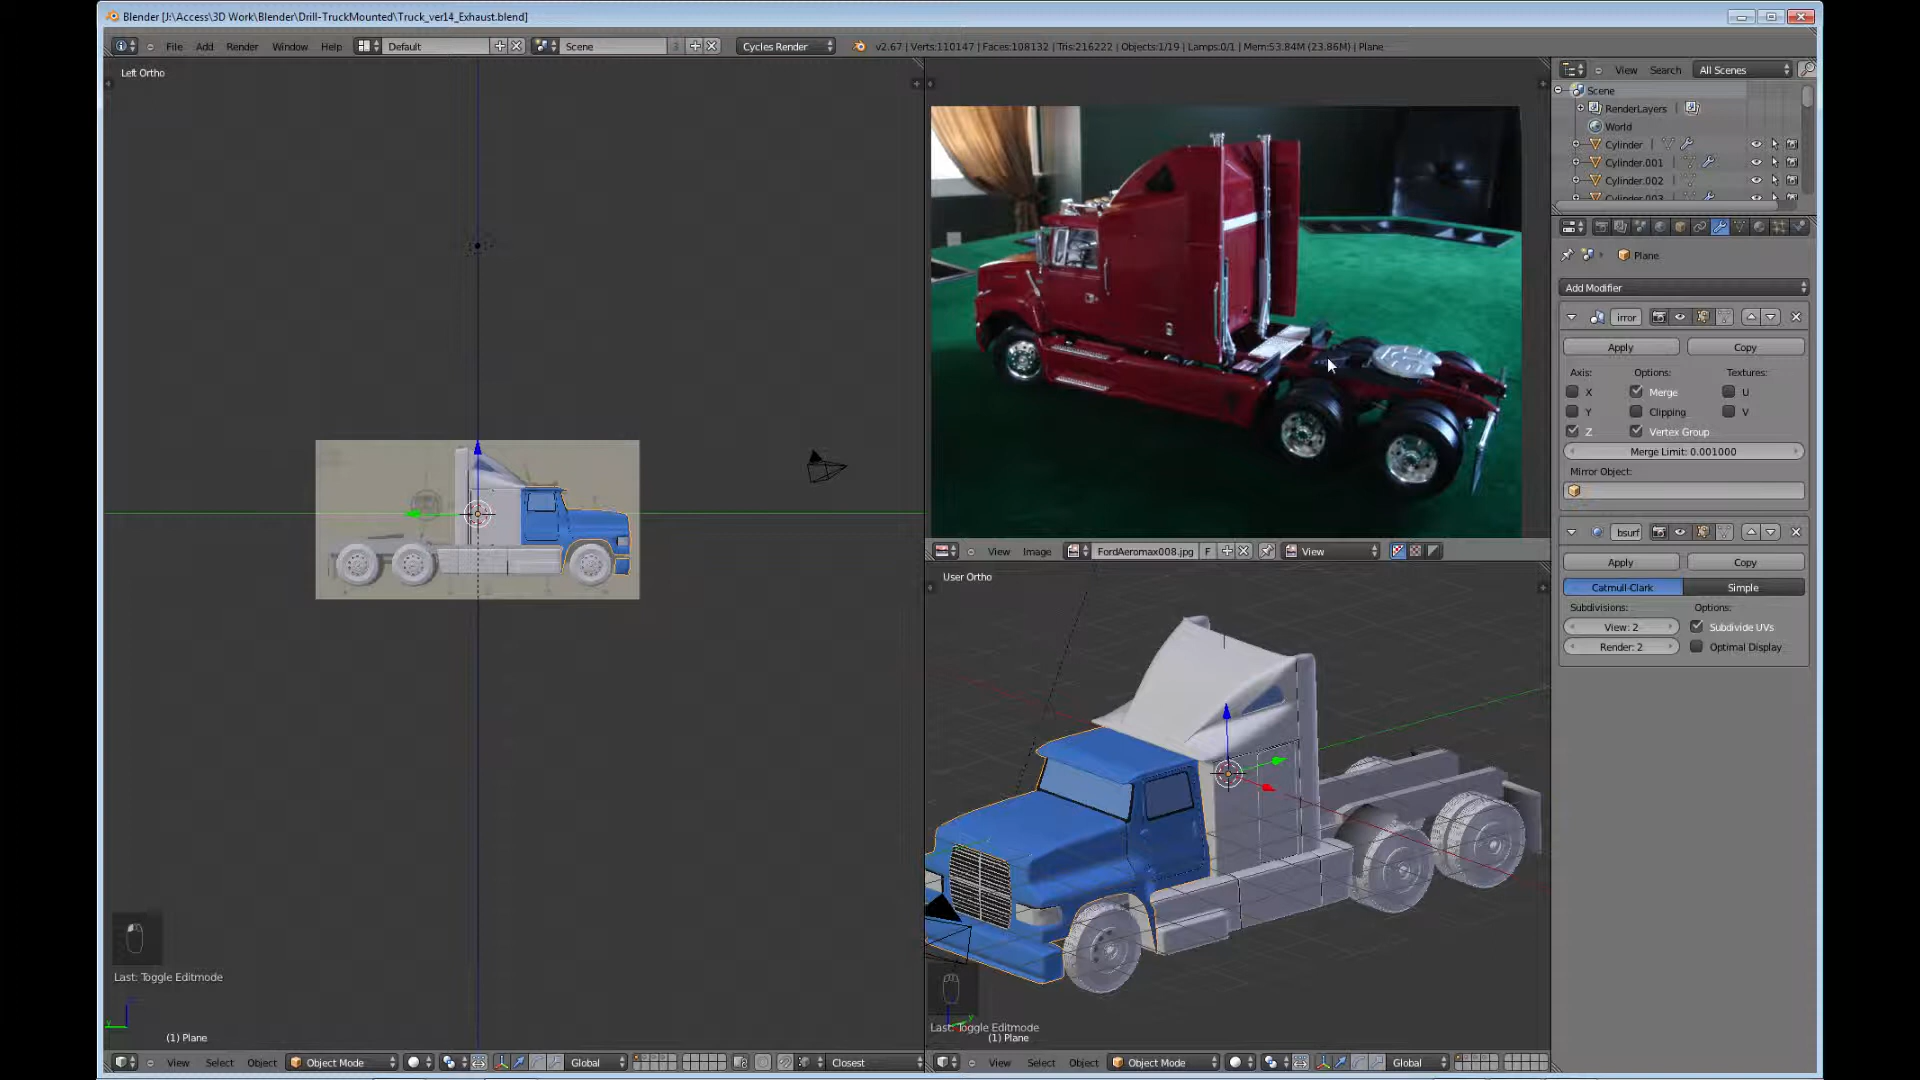 Blender [J:\Access\3D Work\Blender\Drill-TruckMounted\Truck_ver14_Exhaust.blend]
File Add Render Window Help Default Scene 3 Cycles Render v2.67 | Verts:110147 | Faces:108132 | Tris:216222 | Objects:1/19 | Lamps:0/1 | Mem:53.84M (23.86M) | Plane
Left Ortho
View Search All Scenes
Scene
RenderLayers
World
Cylinder
Cylinder.001
Cylinder.002
Cylinder.003
Plane
Add Modifier
irror
Apply Copy
Axis: Options: Textures:
X Merge U
Y Clipping V
Z Vertex Group
Merge Limit: 0.001000
Mirror Object:
bsurf
Apply Copy
Catmull-Clark Simple
Subdivisions: Options:
View: 2 Subdivide UVs
Render: 2 Optimal Display
View Image FordAeromax008.jpg F View
User Ortho
Last: Toggle Editmode
(1) Plane
View Select Object Object Mode Global Closest
Last: Toggle Editmode
(1) Plane
View Select Object Object Mode Global